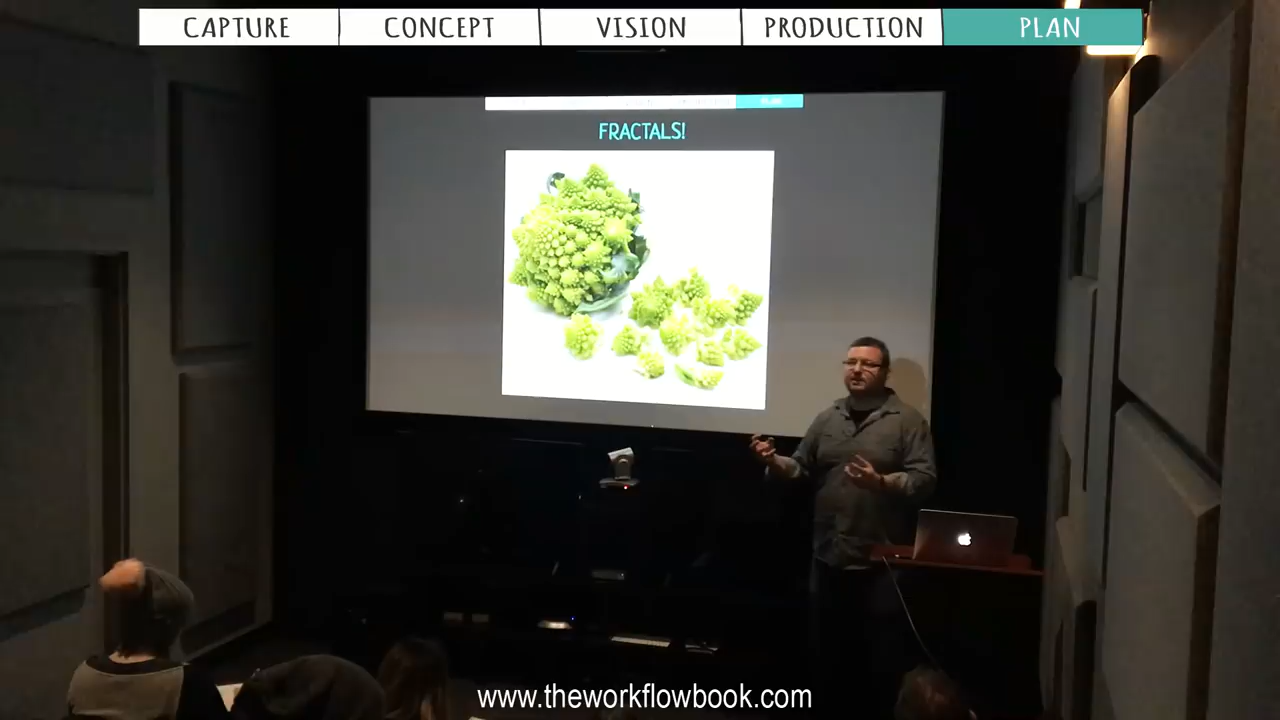 CAPTURE
CONCEPT
VISION
PRODUCTION
PLAN
FRACTALS!
www.theworkflowbook.com